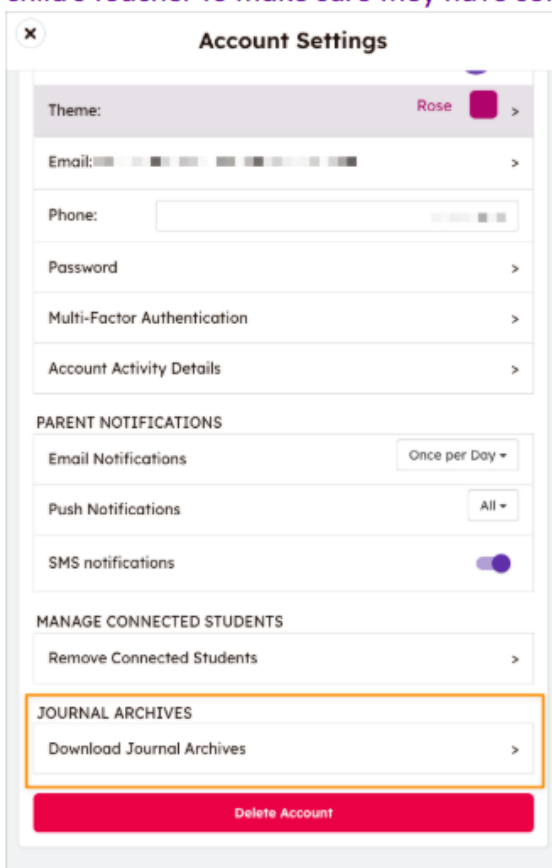 Account Settings
Theme: Rose >
Email: >
Phone:
Password >
Multi-Factor Authentication >
Account Activity Details >
PARENT NOTIFICATIONS
Email Notifications Once per Day
Push Notifications All
SMS notifications
MANAGE CONNECTED STUDENTS
Remove Connected Students >
JOURNAL ARCHIVES
Download Journal Archives >
Delete Account